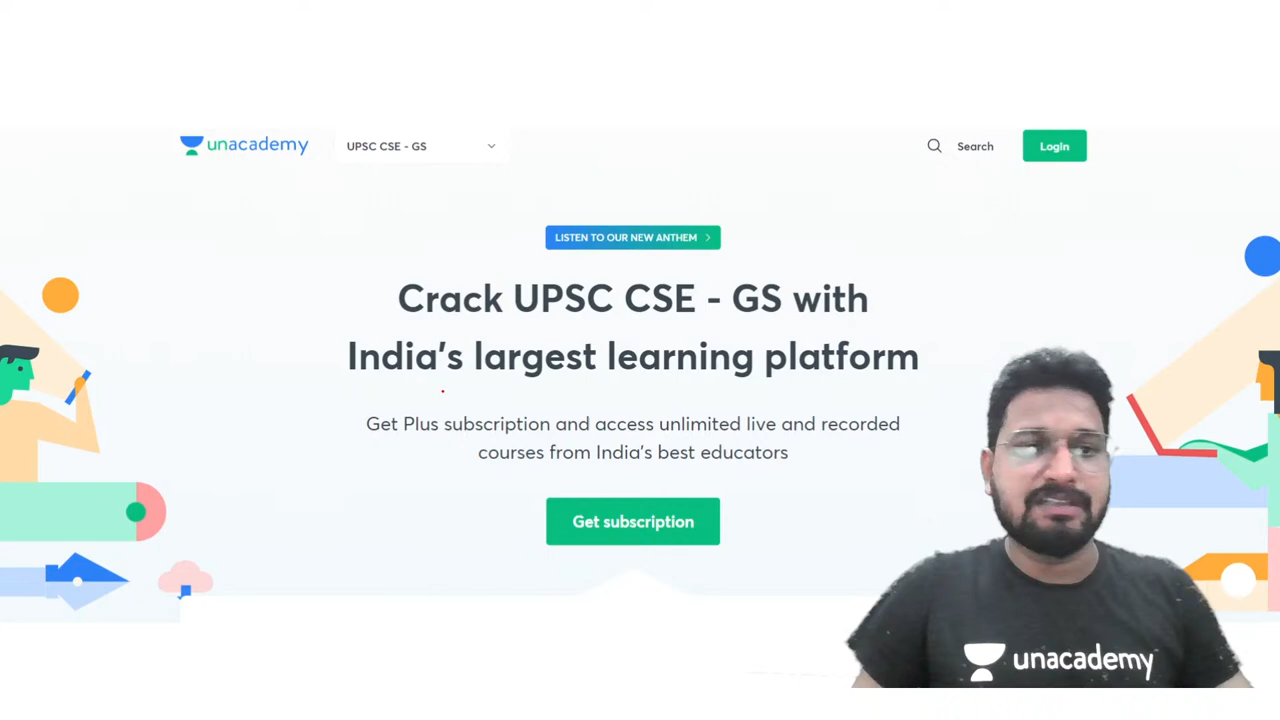 unacademy
UPSC CSE - GS
Search
Login
LISTEN TO OUR NEW ANTHEM
Crack UPSC CSE - GS with
India's largest learning platform
Get Plus subscription and access unlimited live and recorded
courses from India's best educators
Get subscription
unacademy